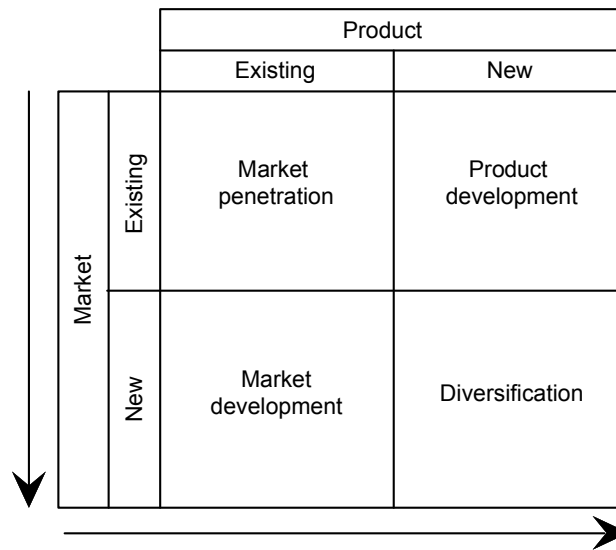 Product
Existing
New
Market
Existing
Market
penetration
Product
development
New
Market
development
Diversification